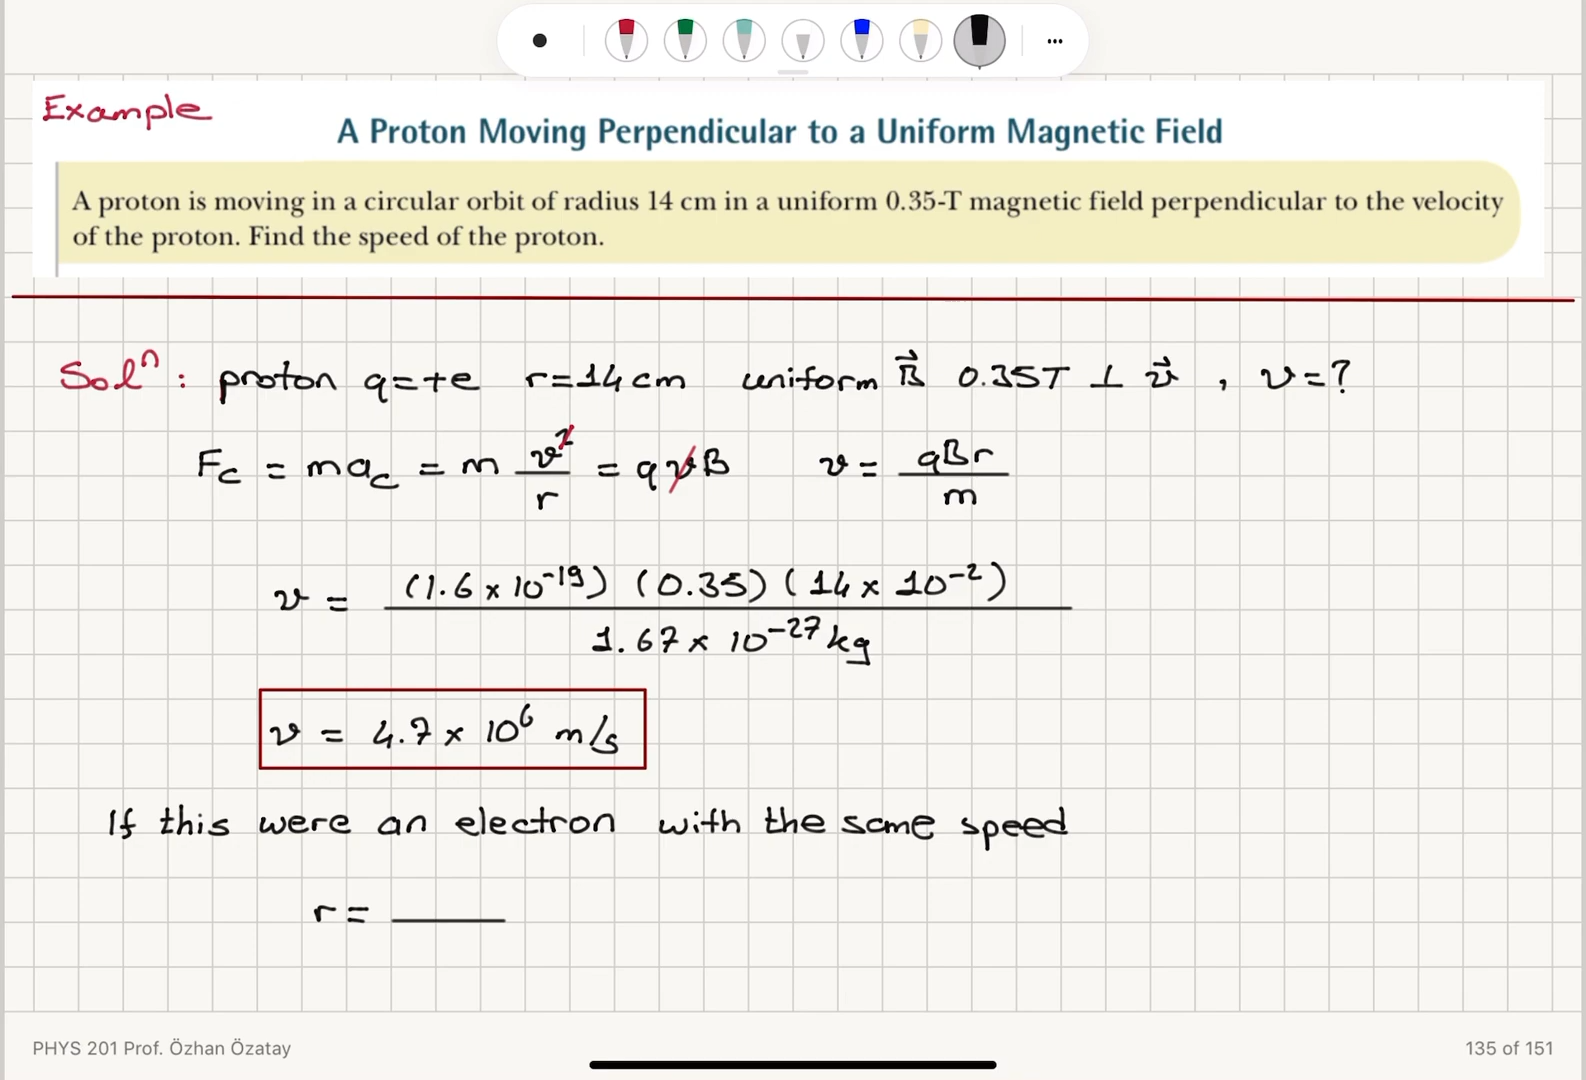 Example
A Proton Moving Perpendicular to a Uniform Magnetic Field
A proton is moving in a circular orbit of radius 14 cm in a uniform 0.35-T magnetic field perpendicular to the velocity
of the proton. Find the speed of the proton.
Solⁿ: proton q=+e r=14cm uniform B⃗ 0.35T ⊥ v⃗ , v=?
F_c = ma_c = m v²/r = qvB v = qBr/m
v = (1.6 x 10⁻¹⁹) (0.35) (14 x 10⁻²) / 1.67 x 10⁻²⁷ kg
v = 4.7 x 10⁶ m/s
If this were an electron with the same speed
r = ____
PHYS 201 Prof. Özhan Özatay
135 of 151